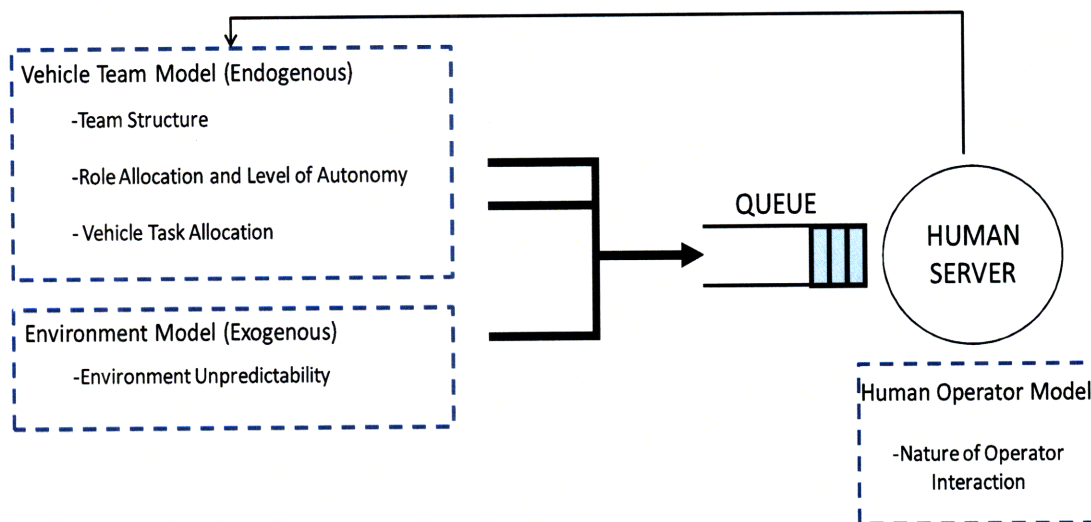 Vehicle Team Model (Endogenous)
-Team Structure
-Role Allocation and Level of Autonomy
- Vehicle Task Allocation
Environment Model (Exogenous)
-Environment Unpredictability
QUEUE
HUMAN
SERVER
Human Operator Model
-Nature of Operator
Interaction